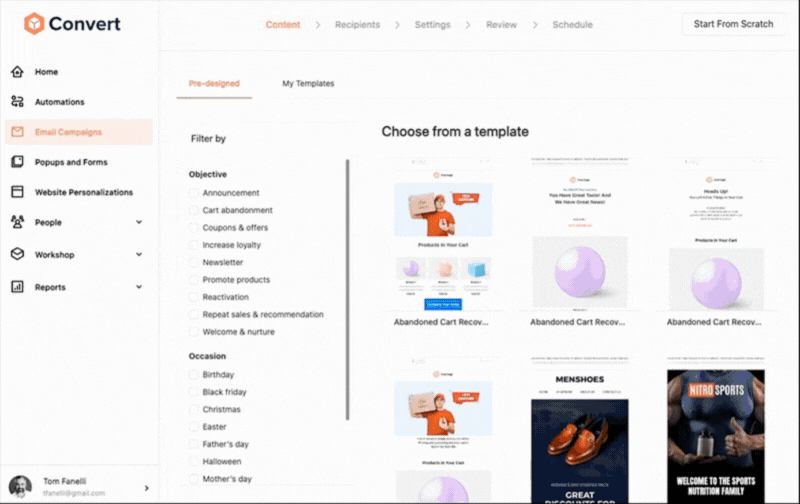 Convert
Content
Recipients
Settings
Review
Schedule
Start From Scratch
Home
Automations
Email Campaigns
Popups and Forms
Website Personalizations
People
Workshop
Reports
Tom Fanelli
tfanelli@gmail.com
Pre-designed
My Templates
Filter by
Objective
Announcement
Cart abandonment
Coupons & offers
Increase loyalty
Newsletter
Promote products
Reactivation
Repeat sales & recommendation
Welcome & nurture
Occasion
Birthday
Black friday
Christmas
Easter
Father's day
Halloween
Mother's day
Choose from a template
Products in Your Cart
Abandoned Cart Recov...
You Have Great Taste! And
We Have Great News!
Abandoned Cart Recov...
Heads Up!
Products in Your Cart
Abandoned Cart Recov...
Products in Your Cart
MENSHOES
GREAT
DISCOUNTS FOR
NITRO SPORTS
WELCOME TO THE SPORTS
NUTRITION FAMILY